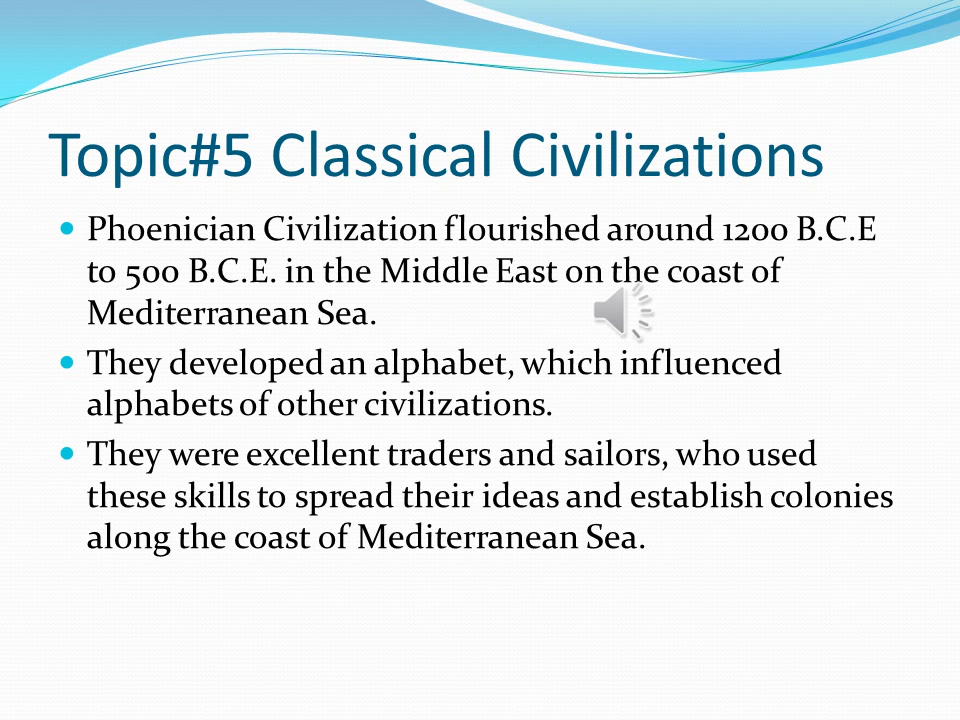 Topic#5 Classical Civilizations
Phoenician Civilization flourished around 1200 B.C.E
to 500 B.C.E. in the Middle East on the coast of
Mediterranean Sea.
They developed an alphabet, which influenced
alphabets of other civilizations.
They were excellent traders and sailors, who used
these skills to spread their ideas and establish colonies
along the coast of Mediterranean Sea.